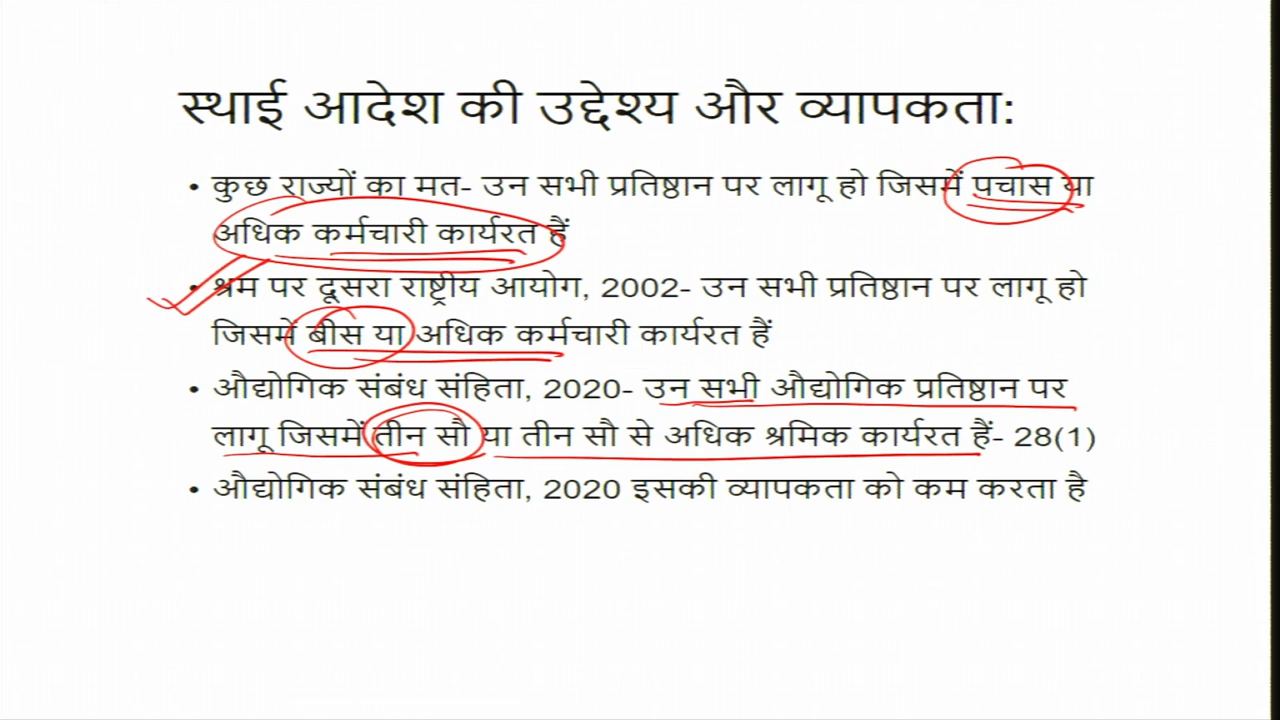 स्थाई आदेश की उद्देश्य और व्यापकता:
• कुछ राज्यों का मत- उन सभी प्रतिष्ठान पर लागू हो जिसमें पचास या
अधिक कर्मचारी कार्यरत हैं
• श्रम पर दूसरा राष्ट्रीय आयोग, 2002- उन सभी प्रतिष्ठान पर लागू हो
जिसमें बीस या अधिक कर्मचारी कार्यरत हैं
• औद्योगिक संबंध संहिता, 2020- उन सभी औद्योगिक प्रतिष्ठान पर
लागू जिसमें तीन सौ या तीन सौ से अधिक श्रमिक कार्यरत हैं- 28(1)
• औद्योगिक संबंध संहिता, 2020 इसकी व्यापकता को कम करता है